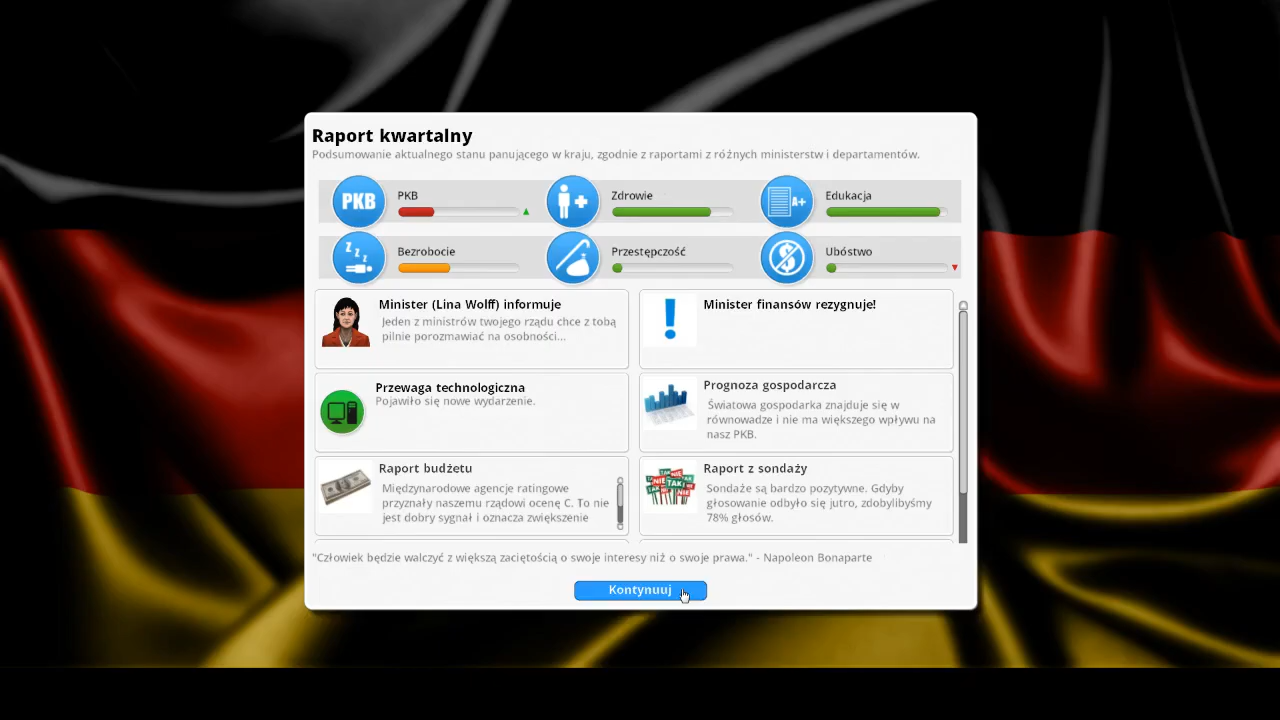 Raport kwartalny
Podsumowanie aktualnego stanu panującego w kraju, zgodnie z raportami z różnych ministerstw i departamentów.
PKB
PKB
Zdrowie
A+
Edukacja
Bezrobocie
Przestępczość
Ubóstwo
Minister (Lina Wolff) informuje
Jeden z ministrów twojego rządu chce z tobą
pilnie porozmawiać na osobności...
Minister finansów rezygnuje!
Przewaga technologiczna
Pojawiło się nowe wydarzenie.
Prognoza gospodarcza
Światowa gospodarka znajduje się w
równowadze i nie ma większego wpływu na
nasz PKB.
Raport budżetu
Międzynarodowe agencje ratingowe
przyznały naszemu rządowi ocenę C. To nie
jest dobry sygnał i oznacza zwiększenie
Raport z sondaży
Sondaże są bardzo pozytywne. Gdyby
głosowanie odbyło się jutro, zdobylibyśmy
78% głosów.
"Człowiek będzie walczyć z większą zaciętością o swoje interesy niż o swoje prawa." - Napoleon Bonaparte
Kontynuuj